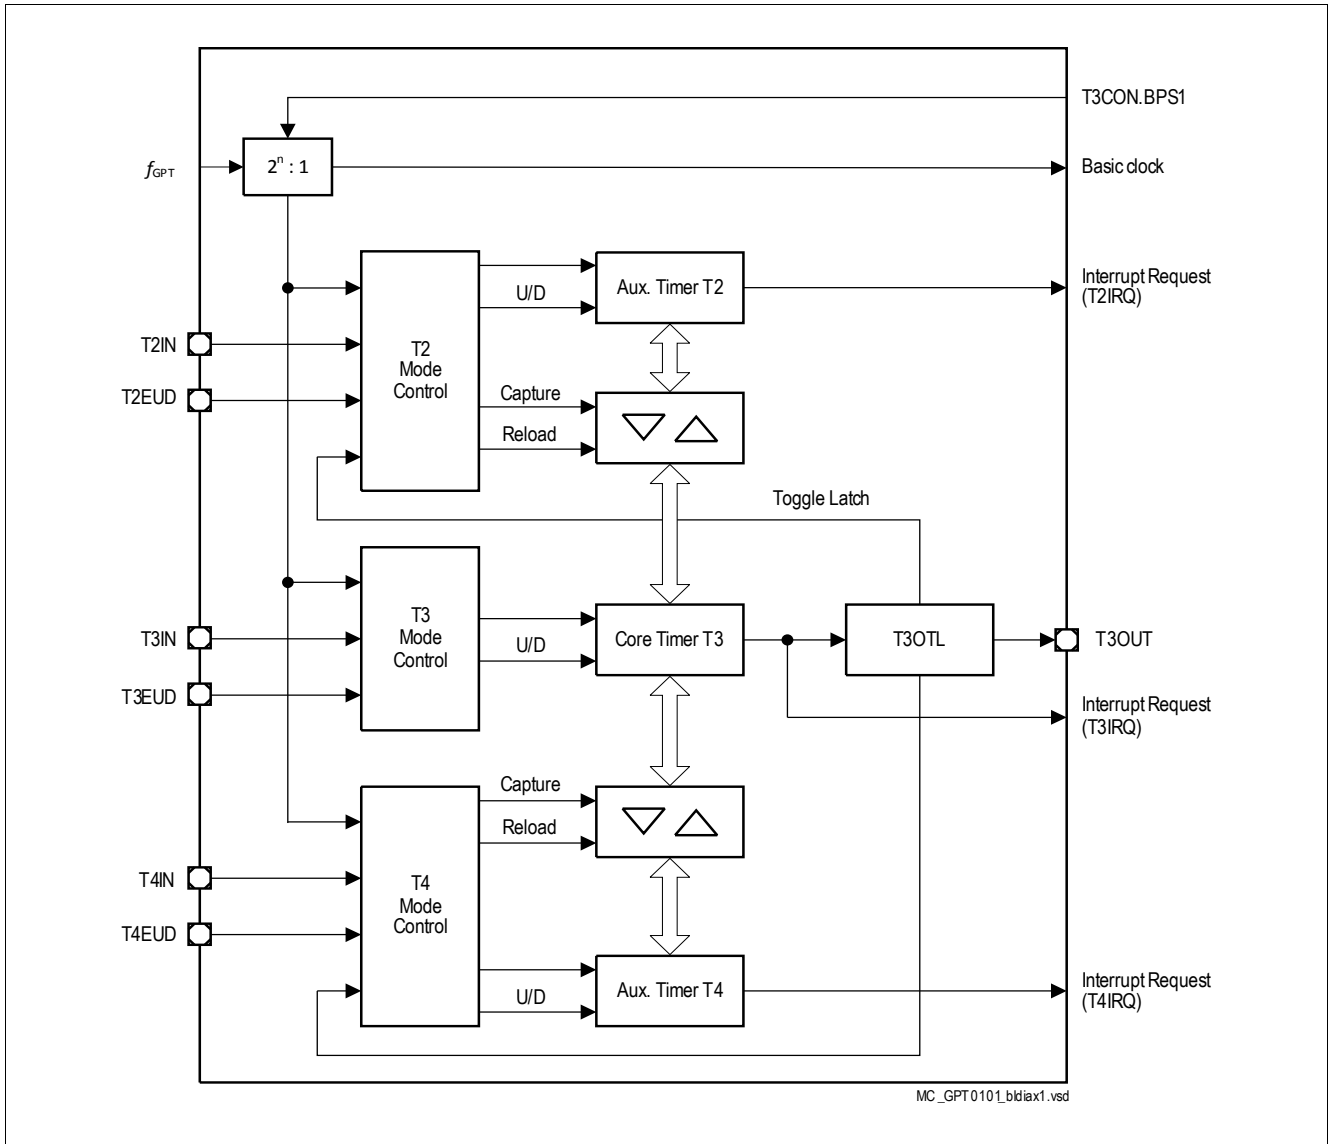 T3CON.BPS1
fGPT
2ⁿ : 1
Basic clock
U/D
Aux. Timer T2
Interrupt Request
(T2IRQ)
T2IN
T2EUD
T2
Mode
Control
Capture
Reload
Toggle Latch
T3IN
T3EUD
T3
Mode
Control
U/D
Core Timer T3
T3OTL
T3OUT
Interrupt Request
(T3IRQ)
Capture
Reload
T4IN
T4EUD
T4
Mode
Control
U/D
Aux. Timer T4
Interrupt Request
(T4IRQ)
MC_GPT0101_bldiax1.vsd